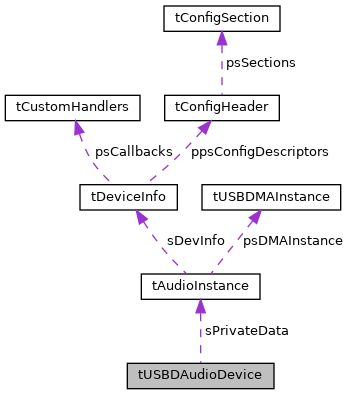 tConfigSection
psSections
tCustomHandlers
tConfigHeader
psCallbacks
ppsConfigDescriptors
tDeviceInfo
tUSBDMAInstance
sDevInfo
psDMAInstance
tAudioInstance
sPrivateData
tUSBDAudioDevice